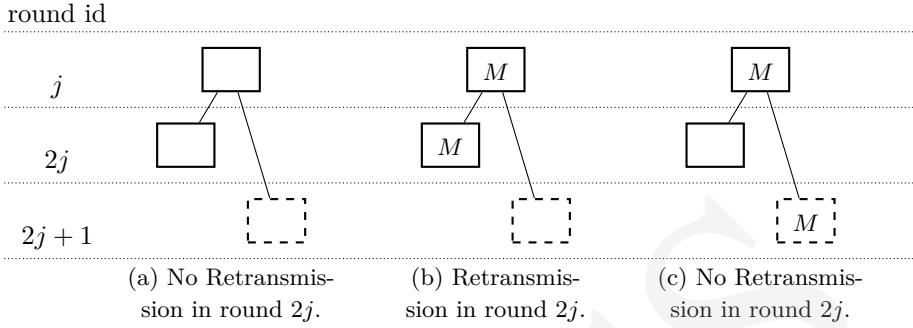 round id
j
M
M
2j
M
2j + 1
M
(a) No Retransmis-
sion in round 2j.
(b) Retransmis-
sion in round 2j.
(c) No Retransmis-
sion in round 2j.